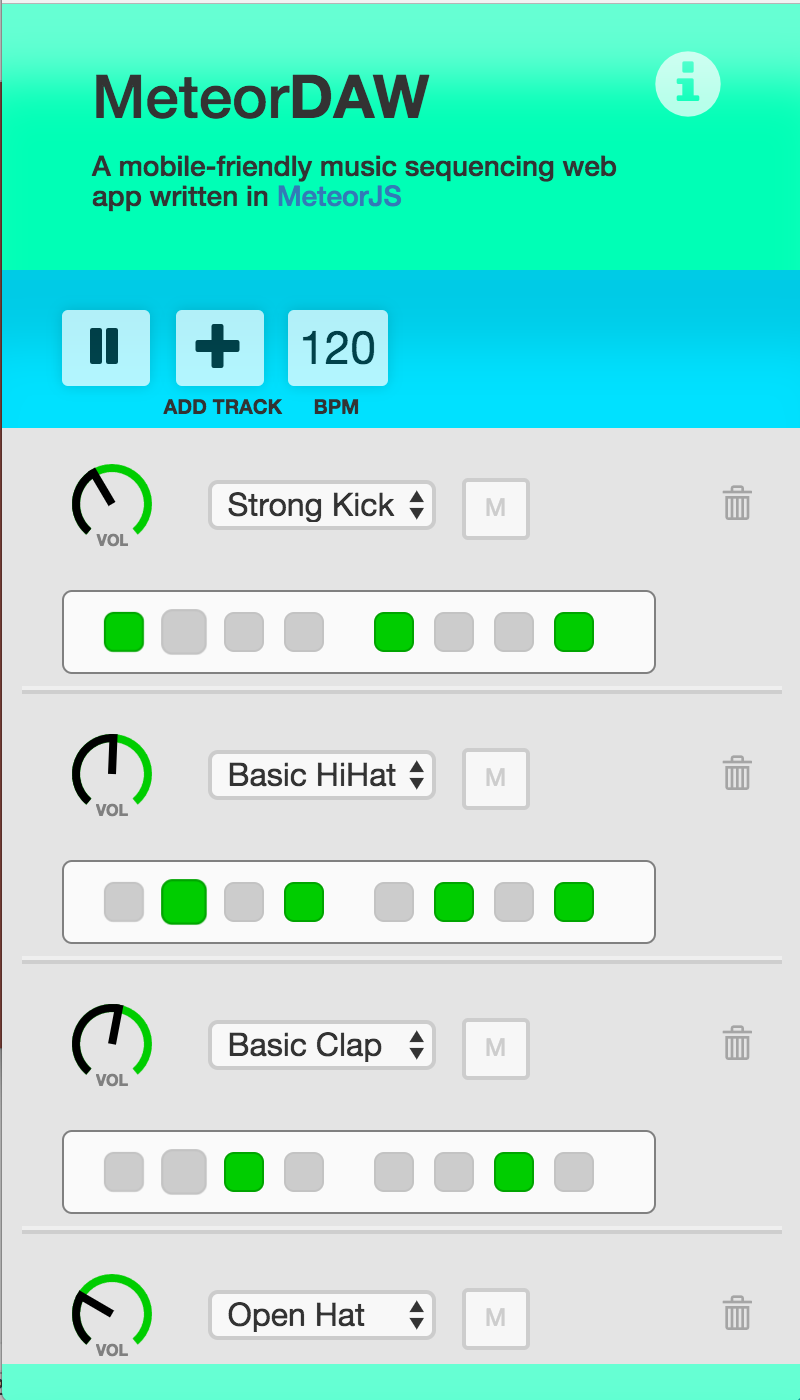 MeteorDAW
A mobile-friendly music sequencing web
app written in MeteorJS
120
ADD TRACK BPM
VOL Strong Kick M
VOL Basic HiHat M
VOL Basic Clap M
VOL Open Hat M